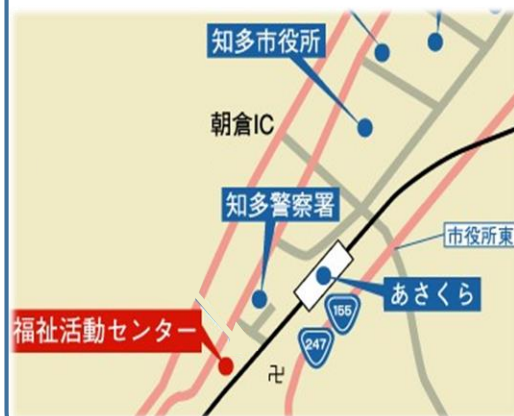 知多市役所
朝倉IC
知多警察署
市役所東
あさくら
155
福祉活動センター
247
卍